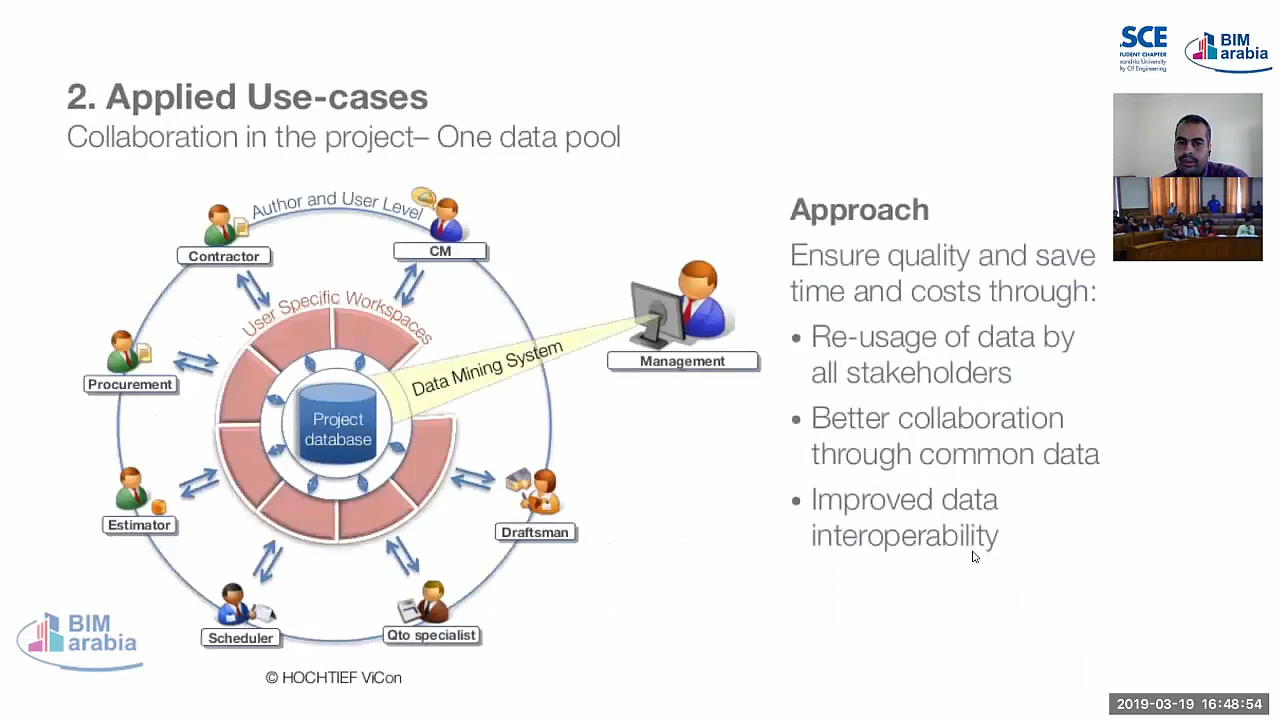 .SCE
TUDENT CHAPTER
xandria University
ty Of Engineering
BIM
arabia
2. Applied Use-cases
Collaboration in the project– One data pool
Author and User Level
Contractor
CM
User Specific Workspaces
Procurement
Data Mining System
Management
Project
database
Estimator
Draftsman
Scheduler
Qto specialist
© HOCHTIEF ViCon
Approach
Ensure quality and save
time and costs through:
• Re-usage of data by
all stakeholders
• Better collaboration
through common data
• Improved data
interoperability
BIM
arabia
2019-03-19 16:48:54